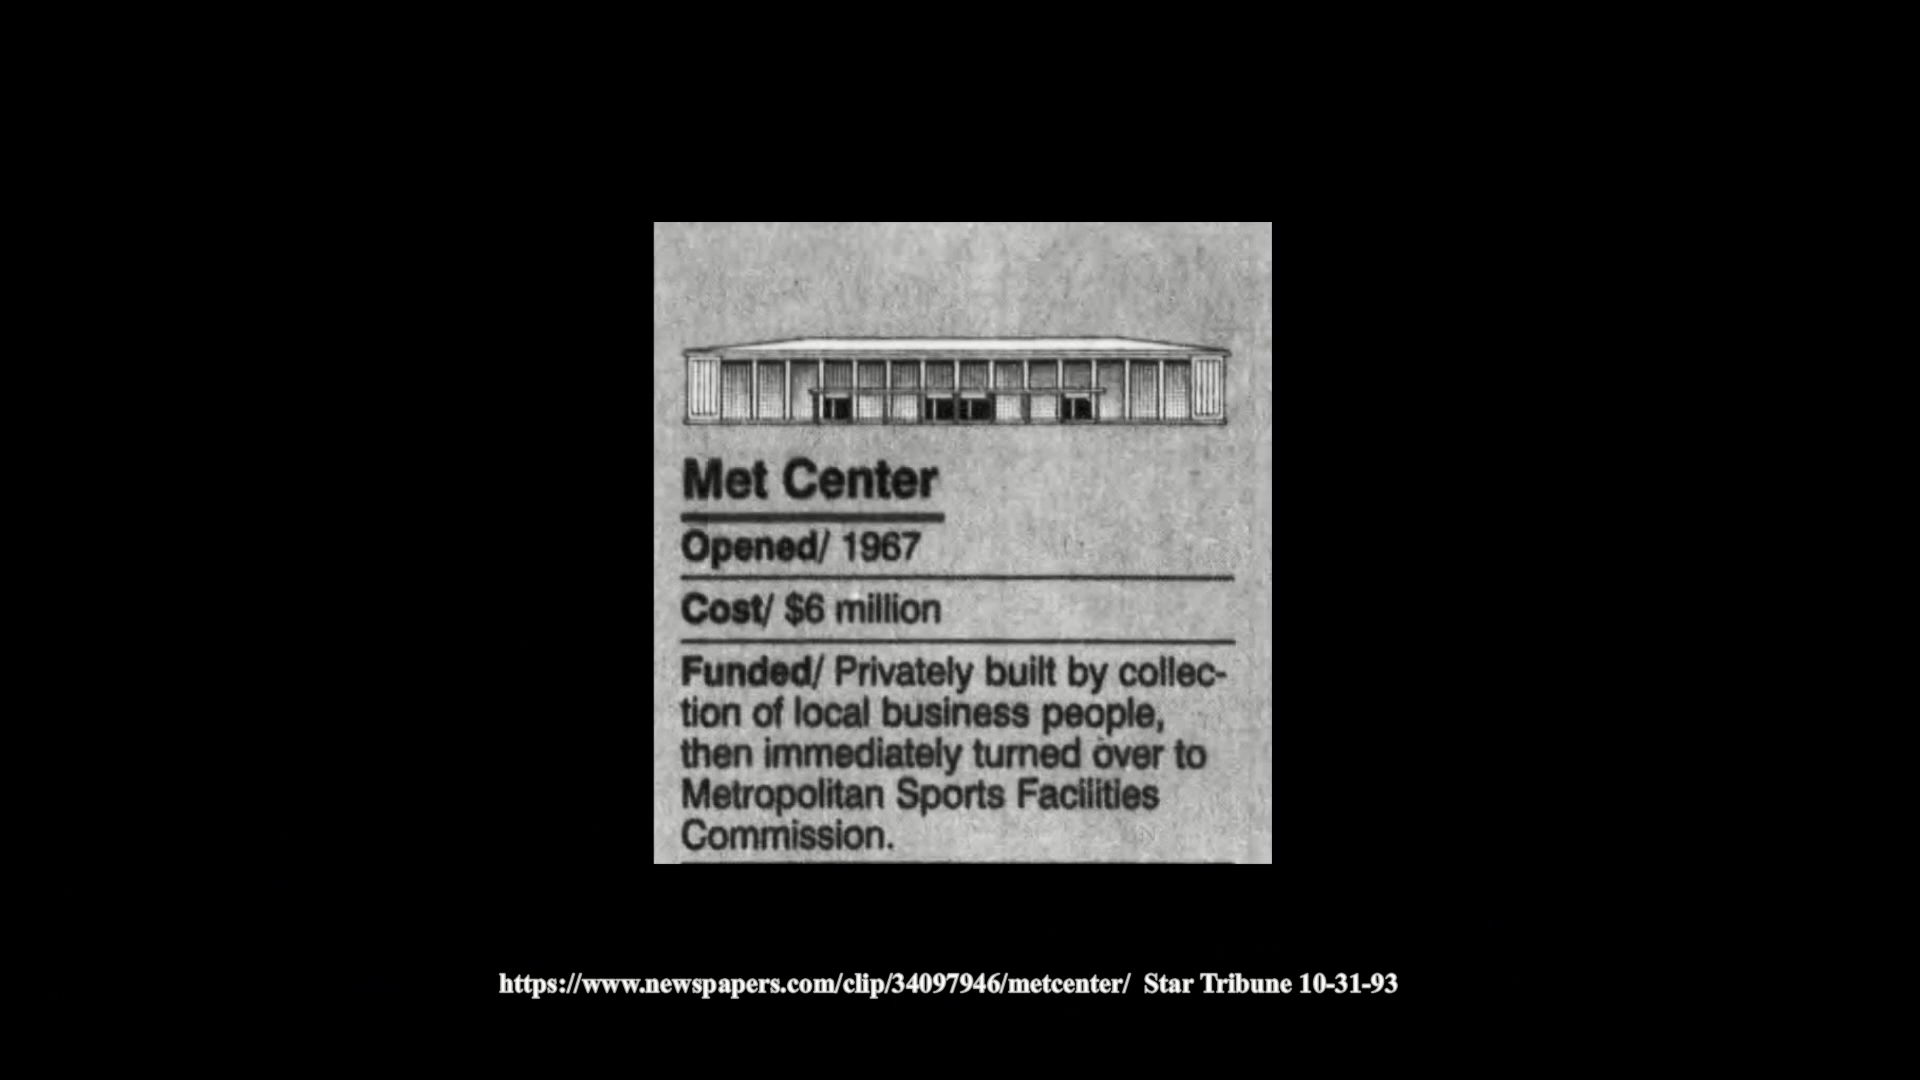 Met Center
Opened/ 1967
Cost/ $6 million
Funded/ Privately built by collec-
tion of local business people,
then immediately turned over to
Metropolitan Sports Facilities
Commission.
https://www.newspapers.com/clip/34097946/metcenter/ Star Tribune 10-31-93